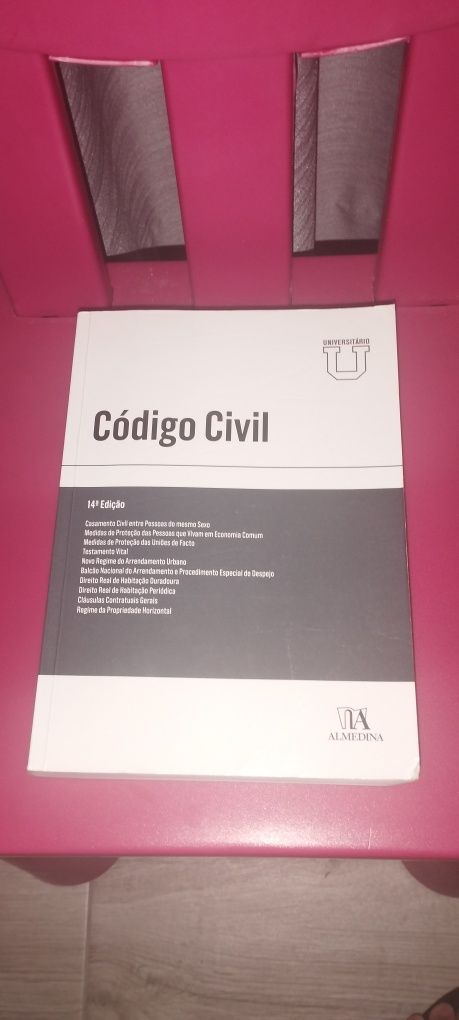 UNIVERSITÁRIO
U
Código Civil
14ª Edição
Casamento Civil entre Pessoas do mesmo Sexo
Medidas de Proteção das Pessoas que Vivam em Economia Comum
Medidas de Proteção das Uniões de Facto
Testamento Vital
Novo Regime do Arrendamento Urbano
Balcão Nacional do Arrendamento e Procedimento Especial de Despejo
Direito Real de Habitação Duradoura
Direito Real de Habitação Periódica
Cláusulas Contratuais Gerais
Regime da Propriedade Horizontal
ALMEDINA